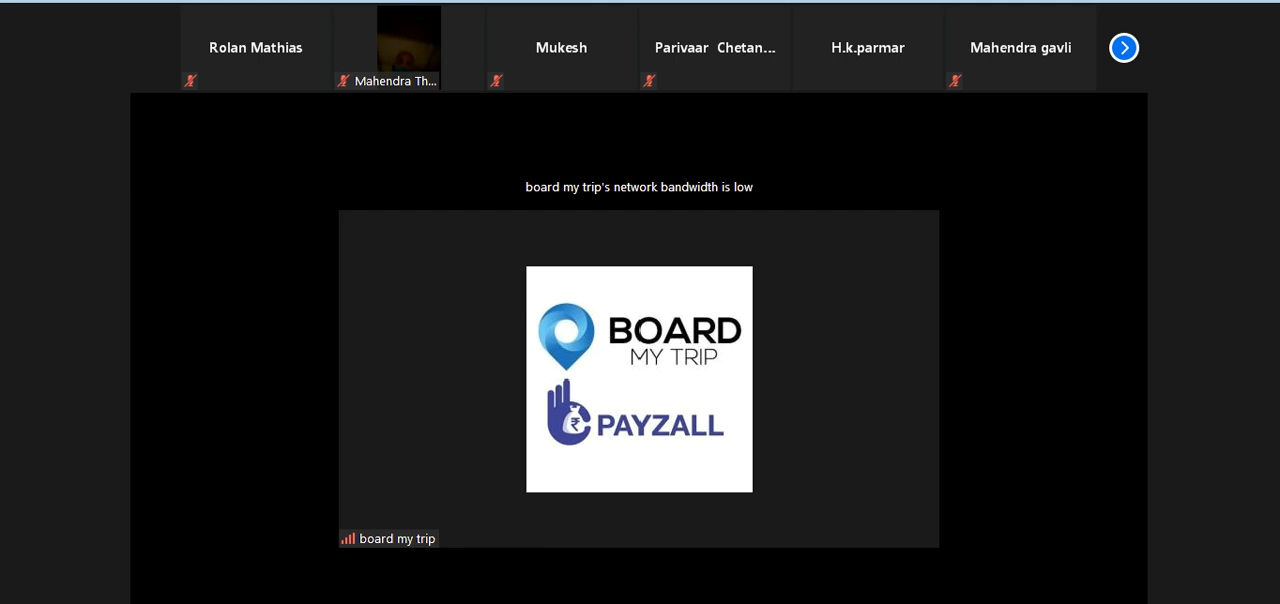 Rolan Mathias
Mahendra Th...
Mukesh
Parivaar Chetan...
H.k.parmar
Mahendra gavli
board my trip's network bandwidth is low
BOARD
MY TRIP
₹
PAYZALL
board my trip